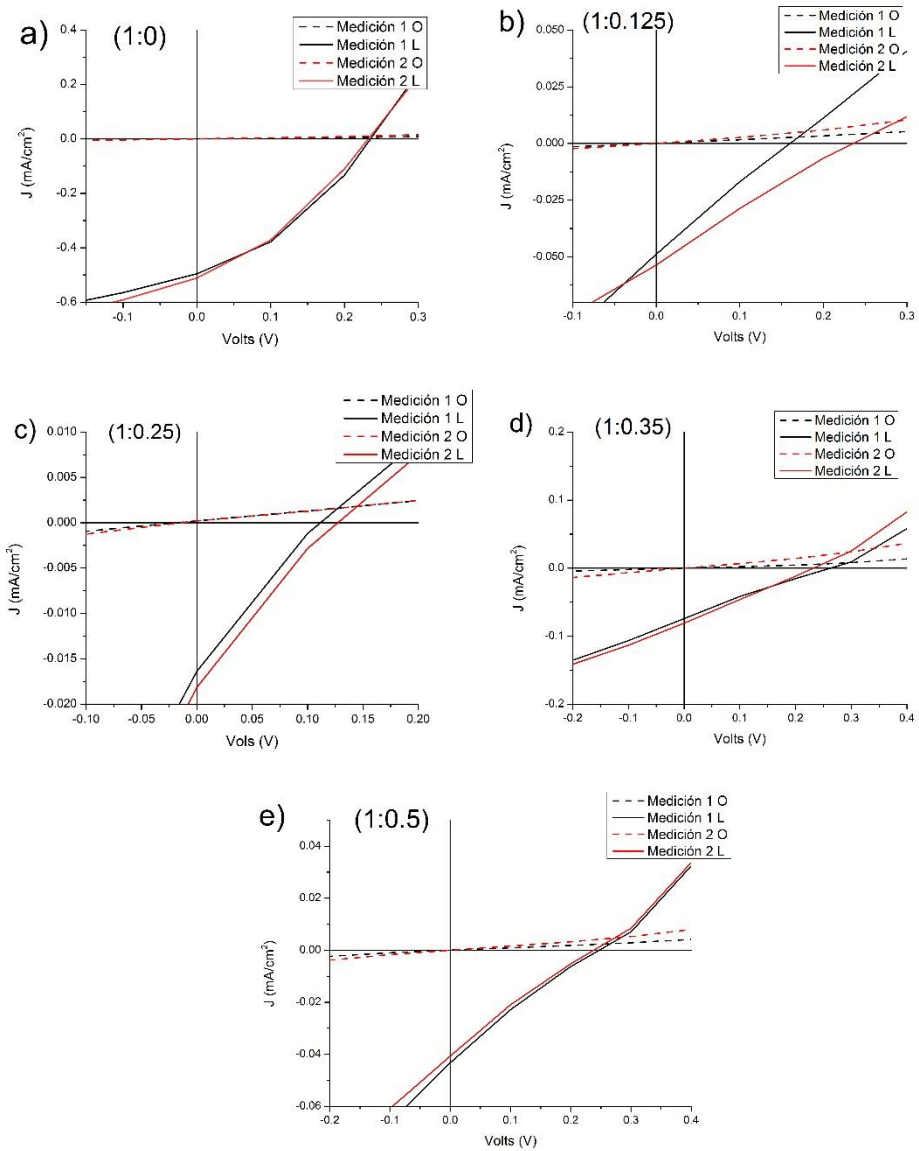 a)
(1:0)
Medición 1 O
Medición 1 L
Medición 2 O
Medición 2 L
0.4
0.2
0.0
-0.2
-0.4
-0.6
J (mA/cm²)
-0.1
0.0
0.1
0.2
0.3
Volts (V)
b)
(1:0.125)
Medición 1 O
Medición 1 L
Medición 2 O
Medición 2 L
0.050
0.025
0.000
-0.025
-0.050
J (mA/cm²)
-0.1
0.0
0.1
0.2
0.3
Volts (V)
c)
(1:0.25)
Medición 1 O
Medición 1 L
Medición 2 O
Medición 2 L
0.010
0.005
0.000
-0.005
-0.010
-0.015
-0.020
J (mA/cm²)
-0.10
-0.05
0.00
0.05
0.10
0.15
0.20
Vols (V)
d)
(1:0.35)
Medición 1 O
Medición 1 L
Medición 2 O
Medición 2 L
0.2
0.1
0.0
-0.1
-0.2
J (mA/cm²)
-0.2
-0.1
0.0
0.1
0.2
0.3
0.4
Volts (V)
e)
(1:0.5)
Medición 1 O
Medición 1 L
Medición 2 O
Medición 2 L
0.04
0.02
0.00
-0.02
-0.04
-0.06
J (mA/cm²)
-0.2
-0.1
0.0
0.1
0.2
0.3
0.4
Volts (V)